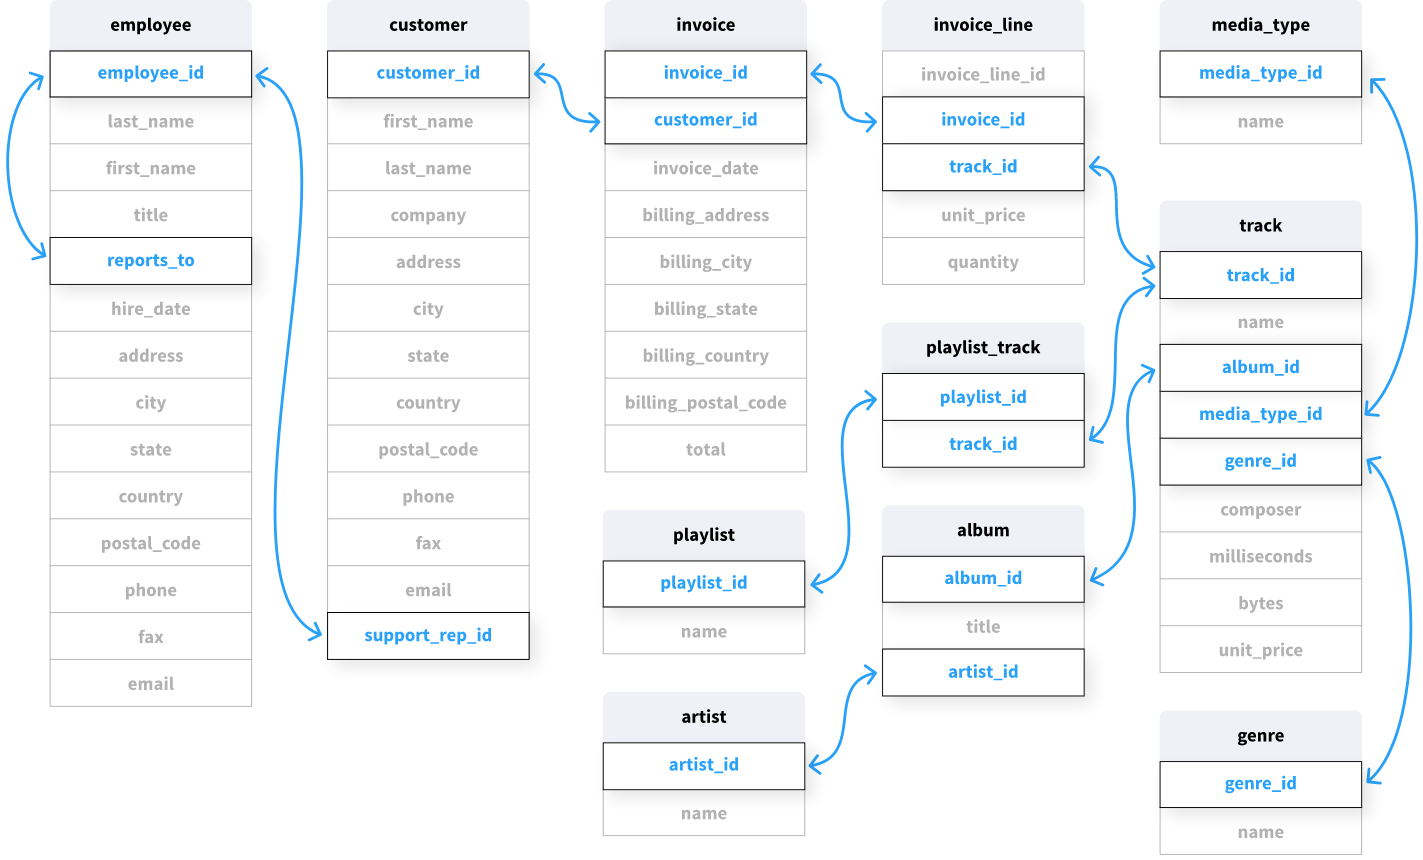 employee
employee_id
last_name
first_name
title
reports_to
hire_date
address
city
state
country
postal_code
phone
fax
email
customer
customer_id
first_name
last_name
company
address
city
state
country
postal_code
phone
fax
email
support_rep_id
invoice
invoice_id
customer_id
invoice_date
billing_address
billing_city
billing_state
billing_country
billing_postal_code
total
playlist
playlist_id
name
artist
artist_id
name
invoice_line
invoice_line_id
invoice_id
track_id
unit_price
quantity
playlist_track
playlist_id
track_id
album
album_id
title
artist_id
media_type
media_type_id
name
track
track_id
name
album_id
media_type_id
genre_id
composer
milliseconds
bytes
unit_price
genre
genre_id
name